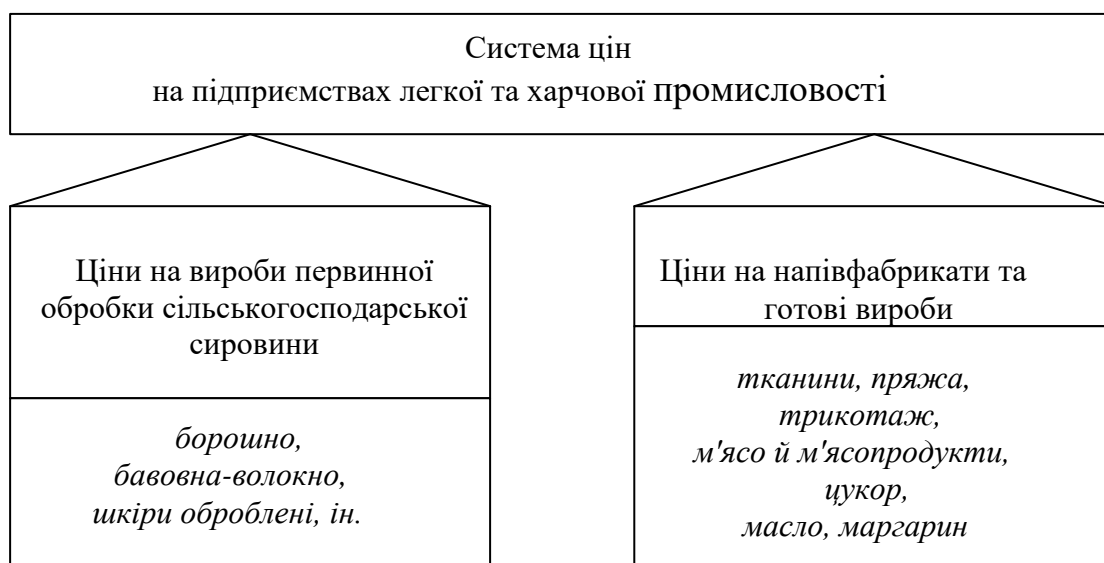 Система цін
на підприємствах легкої та харчової промисловості
Ціни на вироби первинної
обробки сільськогосподарської
сировини
борошно,
бавовна-волокно,
шкіри оброблені, ін.
Ціни на напівфабрикати та
готові вироби
тканини, пряжа,
трикотаж,
м'ясо й м'ясопродукти,
цукор,
масло, маргарин